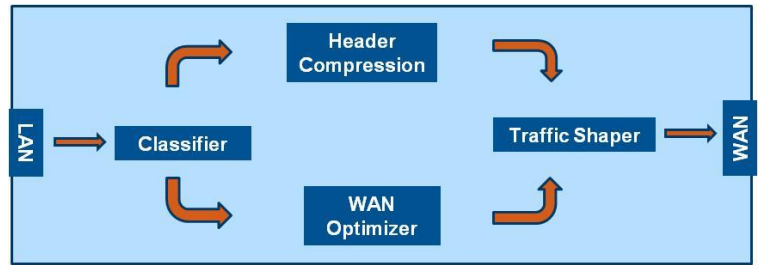 LAN
Classifier
Header
Compression
WAN
Optimizer
Traffic Shaper
WAN